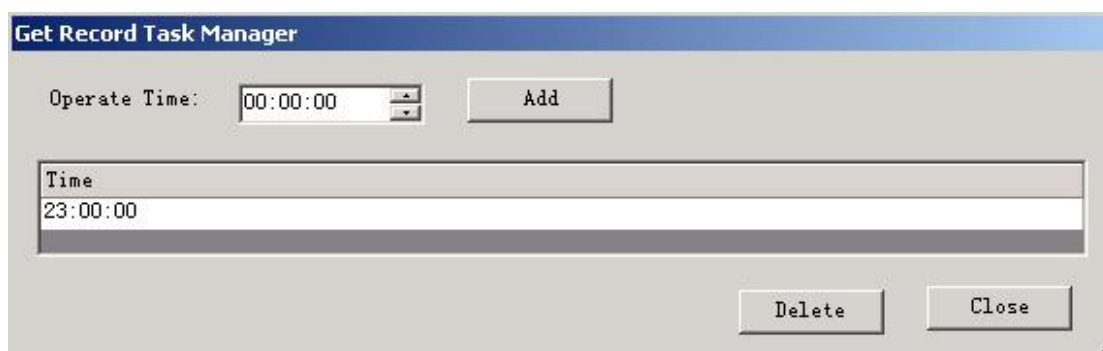 Get Record Task Manager
Operate Time: 00:00:00 Add
Time
23:00:00
Delete Close